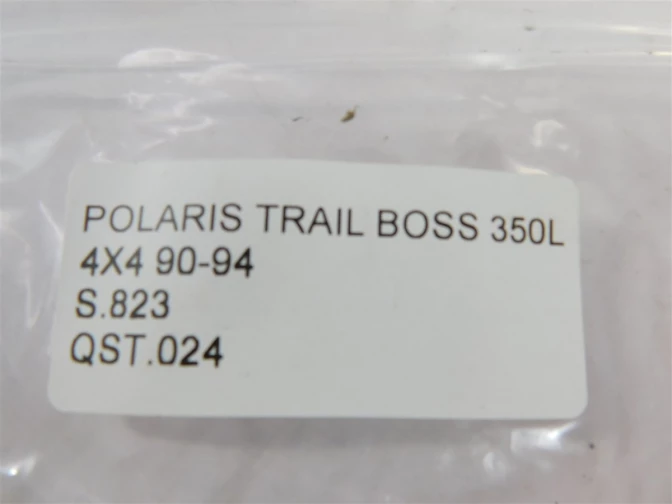 POLARIS TRAIL BOSS 350L
4X4 90-94
S.823
QST.024